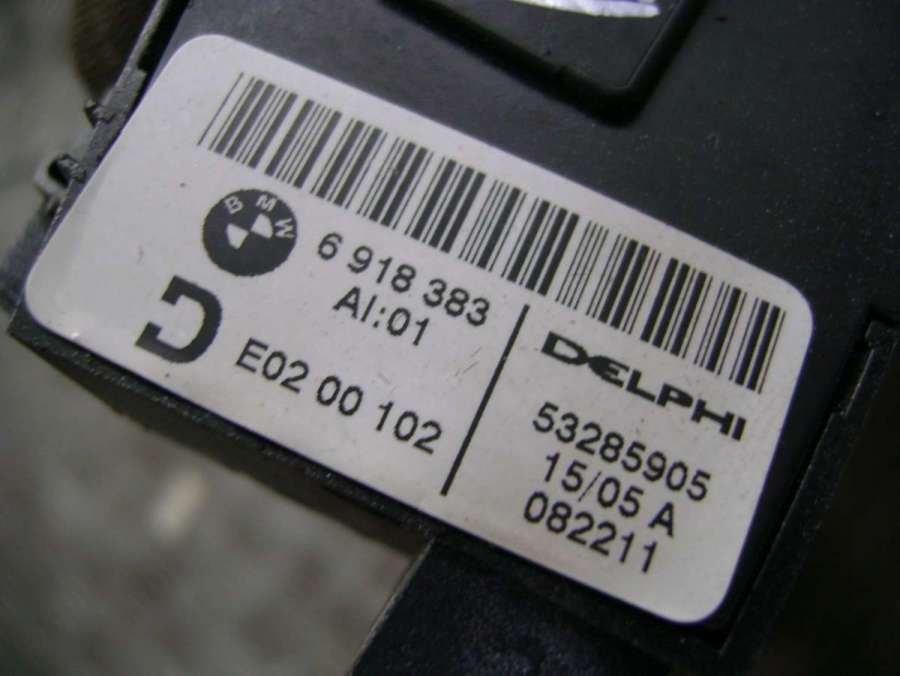 BMW
6 918 383
AI:01
E02 00 102
DELPHI
53285905
15/05 A
082211